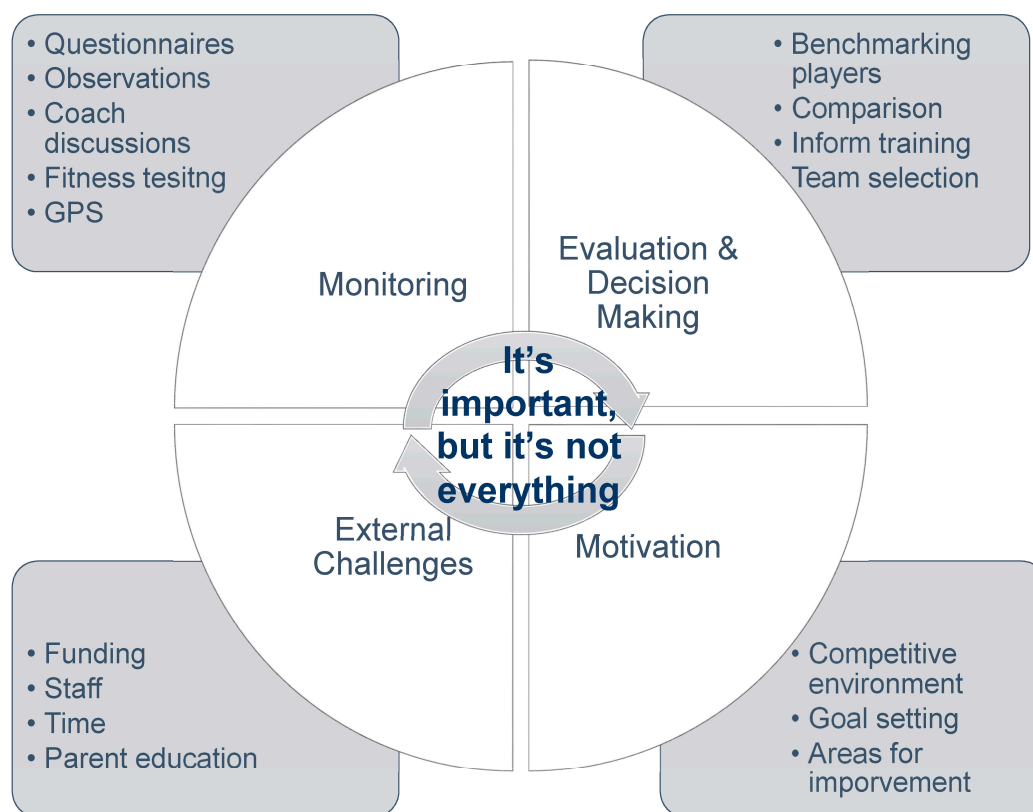 • Questionnaires
• Observations
• Coach
discussions
• Fitness tesitng
• GPS
• Benchmarking
players
• Comparison
• Inform training
Team selection
Monitoring
Evaluation &
Decision
Making
It's
important,
but it's not
everything
External
Challenges
Motivation
• Funding
• Staff
• Time
• Parent education
• Competitive
environment
• Goal setting
• Areas for
imporvement